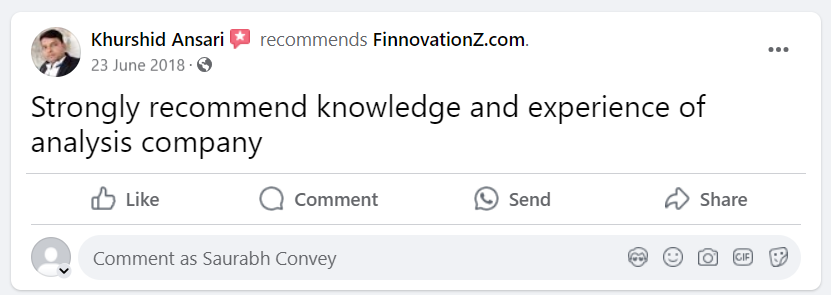 Khurshid Ansari recommends FinnovationZ.com.
23 June 2018 ·
Strongly recommend knowledge and experience of
analysis company
Like Comment Send Share
Comment as Saurabh Convey GIF